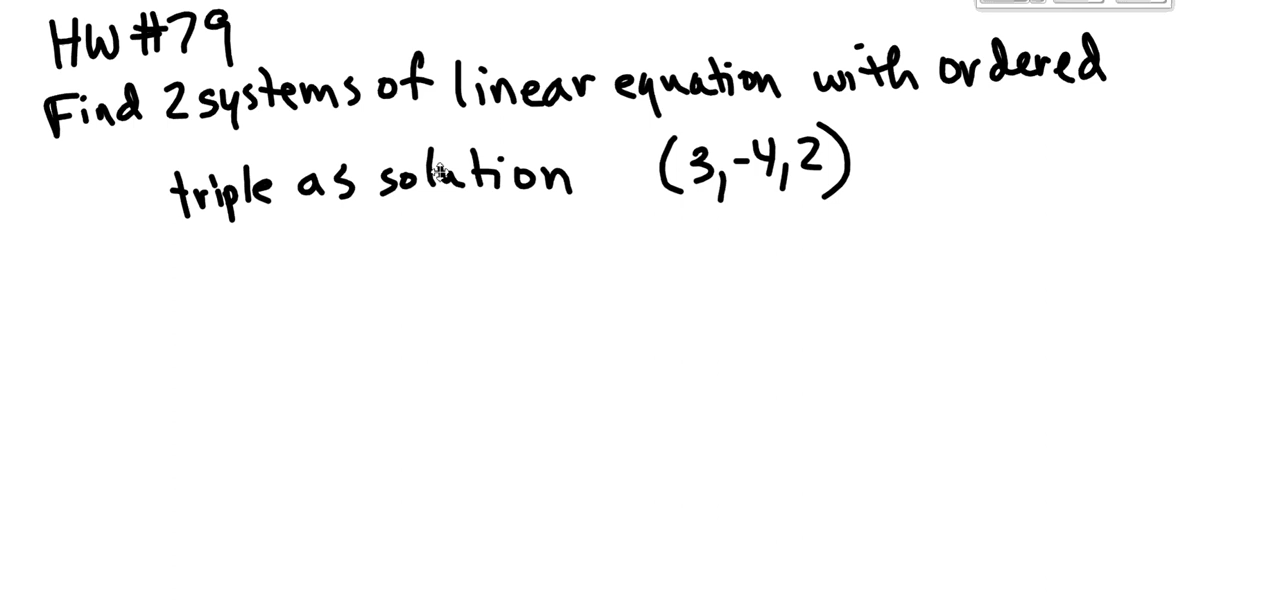 HW #79
Find 2 systems of linear equation with ordered
triple as solution (3,-4,2)